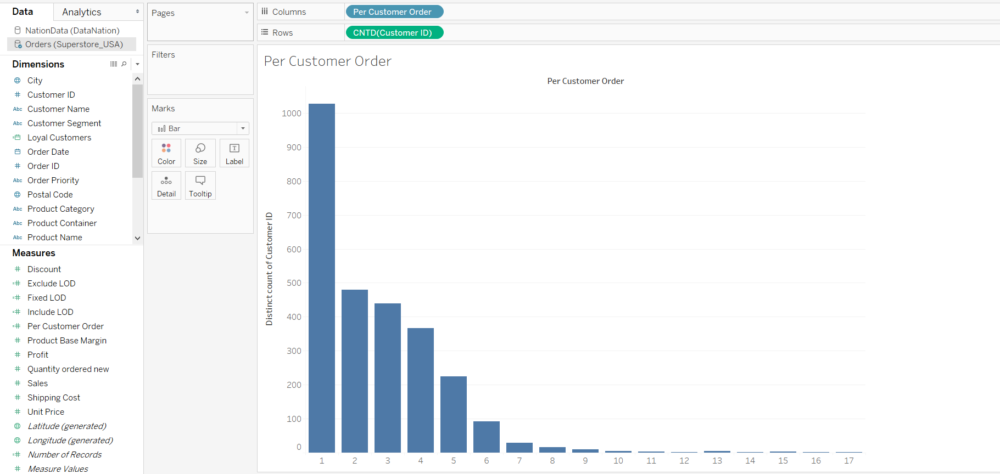 Data
Analytics
NationData (DataNation)
Orders (Superstore_USA)
Dimensions
City
# Customer ID
Abc Customer Name
Abc Customer Segment
Loyal Customers
Order Date
# Order ID
Abc Order Priority
Postal Code
Abc Product Category
Abc Product Container
Abc Product Name
Measures
# Discount
=# Exclude LOD
=# Fixed LOD
=# Include LOD
=# Per Customer Order
# Product Base Margin
# Profit
# Quantity ordered new
# Sales
# Shipping Cost
# Unit Price
Latitude (generated)
Longitude (generated)
=# Number of Records
# Measure Values
Pages
Filters
Marks
Bar
Color
Size
T
Label
Detail
Tooltip
Columns
Per Customer Order
Rows
CNTD(Customer ID)
Per Customer Order
Per Customer Order
Distinct count of Customer ID
1000
900
800
700
600
500
400
300
200
100
0
1 2 3 4 5 6 7 8 9 10 11 12 13 14 15 16 17